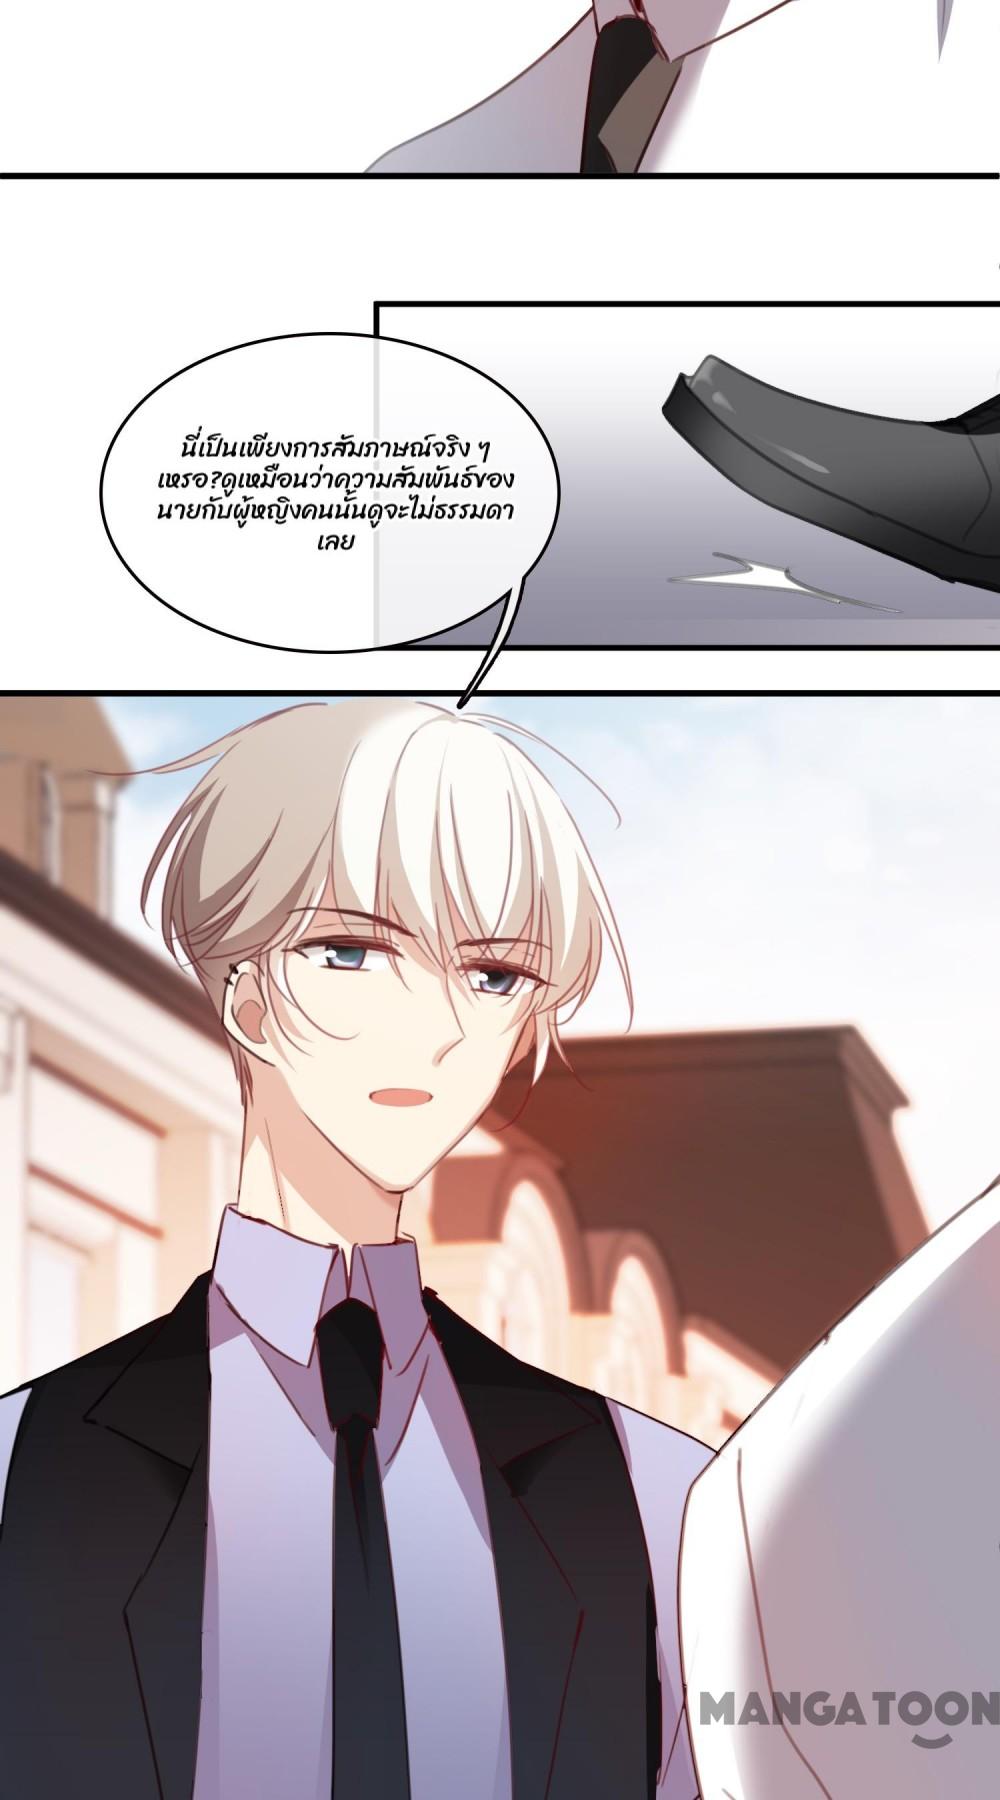 นี่เป็นเพียงการสัมภาษณ์จริง ๆ
เหรอ?ดูเหมือนว่าความสัมพันธ์ของ
นายกับผู้หญิงคนนั้นดูจะไม่ธรรมดา
เลย
MANGATOON